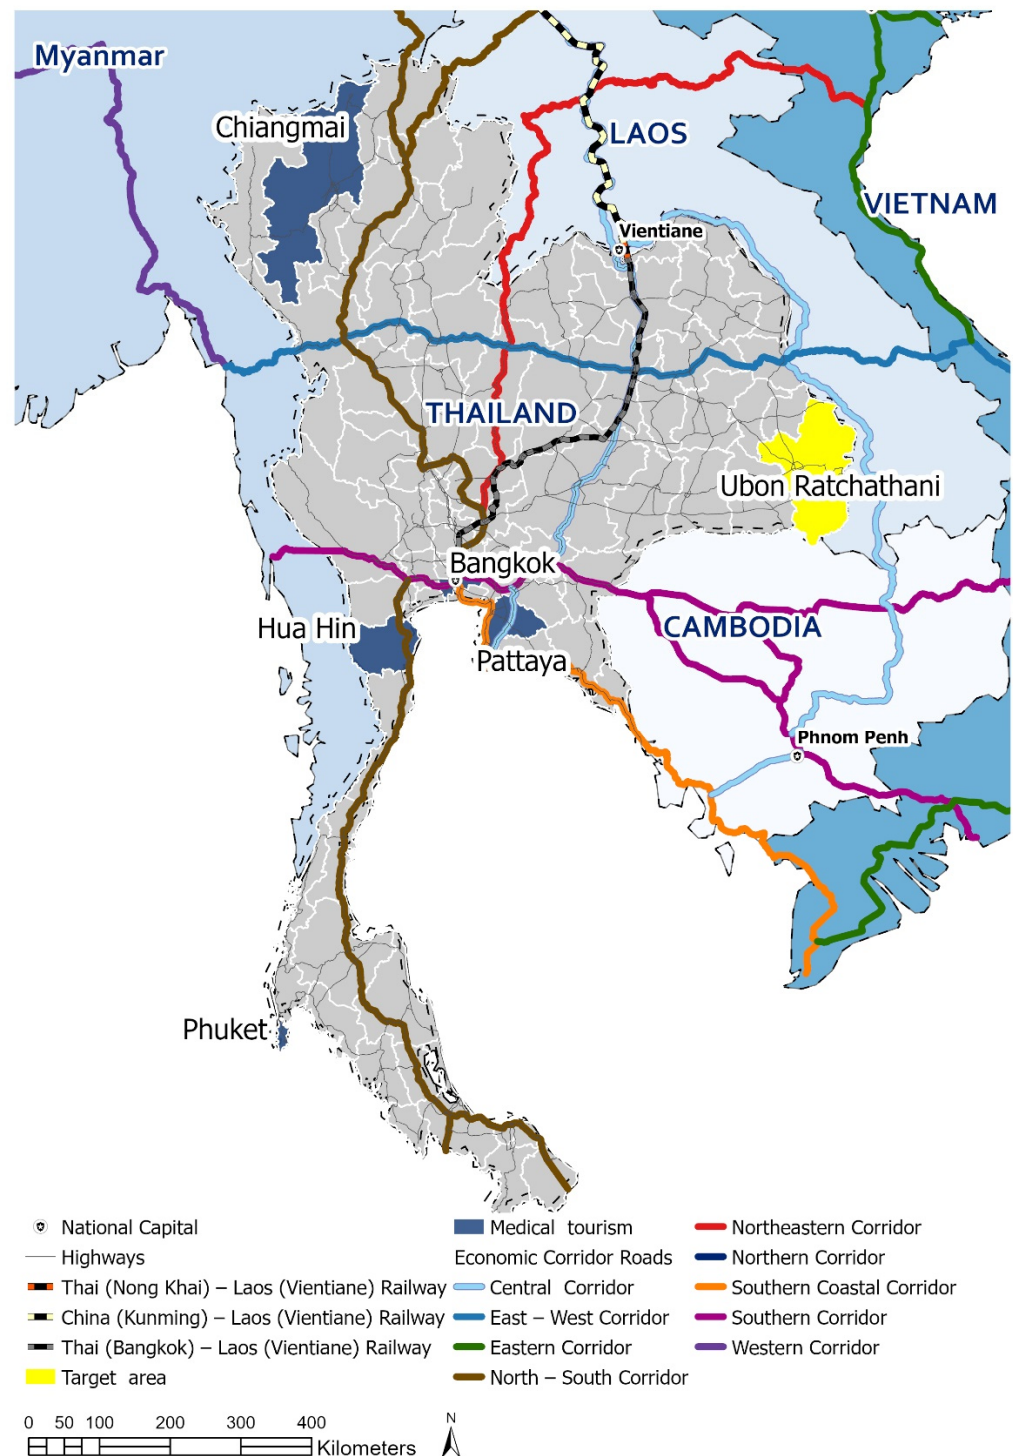 Myanmar
Chiangmai
LAOS
VIETNAM
Vientiane
THAILAND
Ubon Ratchathani
Bangkok
Hua Hin
CAMBODIA
Pattaya
Phnom Penh
Phuket
National Capital
Highways
Thai (Nong Khai) – Laos (Vientiane) Railway
China (Kunming) – Laos (Vientiane) Railway
Thai (Bangkok) – Laos (Vientiane) Railway
Target area
Medical tourism
Economic Corridor Roads
Central Corridor
East – West Corridor
Eastern Corridor
North – South Corridor
Northeastern Corridor
Northern Corridor
Southern Coastal Corridor
Southern Corridor
Western Corridor
0 50 100 200 300 400
Kilometers
N